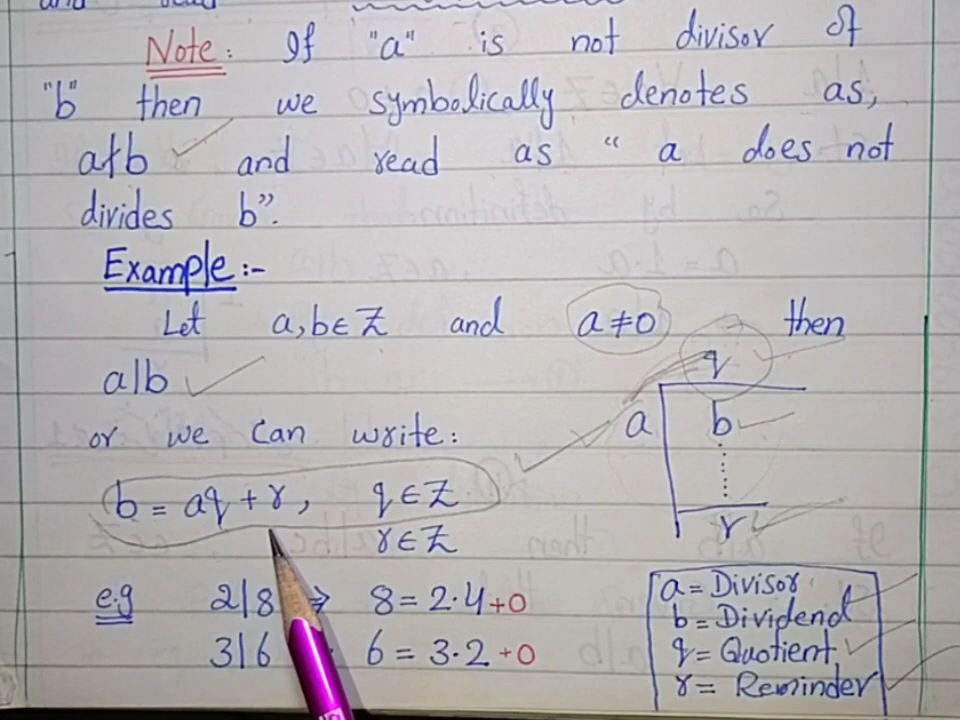 Note: If "a" is not divisor of
"b" then we symbolically denotes as,
a∤b and read as " a does not
divides b".
Example:-
Let a, b ∈ Z and a ≠ 0 then
a|b
or we can write:
b = aq + r, q ∈ Z
r ∈ Z
q
a b
r
e.g 2|8 ⇒ 8 = 2·4+0
3|6 6 = 3·2+0
a = Divisor
b = Dividend
q = Quotient
r = Reminder